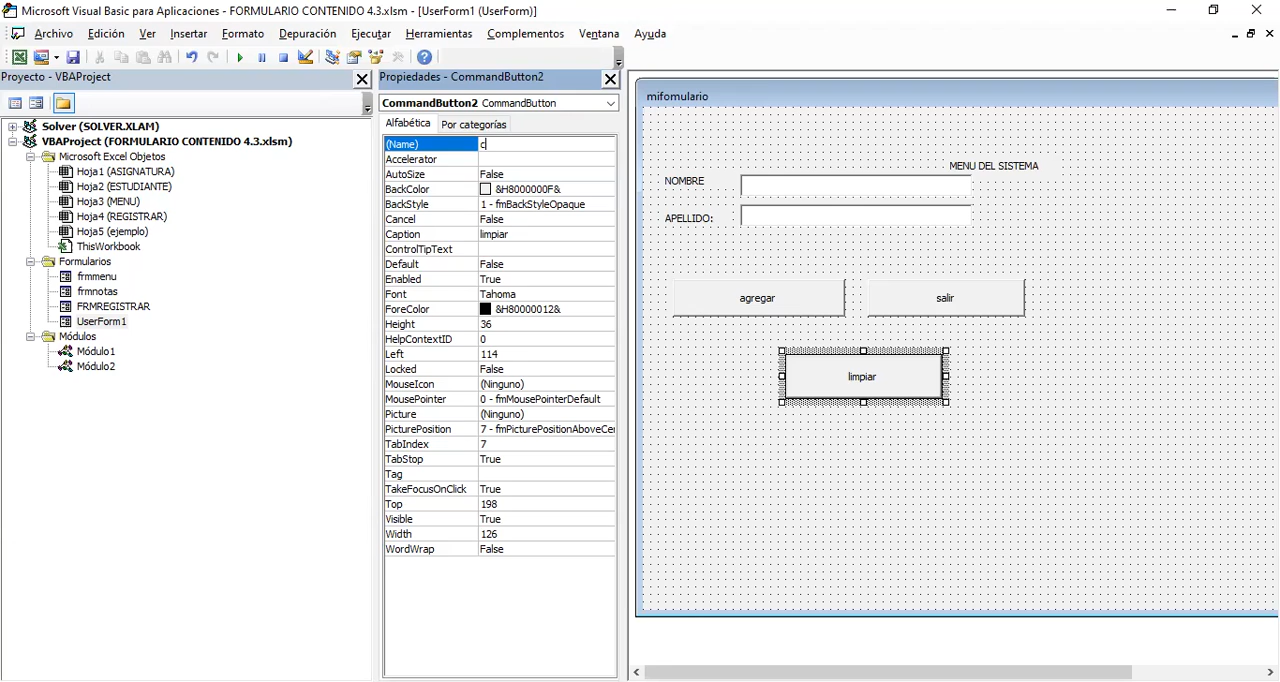 Microsoft Visual Basic para Aplicaciones - FORMULARIO CONTENIDO 4.3.xlsm - [UserForm1 (UserForm)]
Archivo Edición Ver Insertar Formato Depuración Ejecutar Herramientas Complementos Ventana Ayuda
Proyecto - VBAProject
Solver (SOLVER.XLAM)
VBAProject (FORMULARIO CONTENIDO 4.3.xlsm)
Microsoft Excel Objetos
Hoja1 (ASIGNATURA)
Hoja2 (ESTUDIANTE)
Hoja3 (MENU)
Hoja4 (REGISTRAR)
Hoja5 (ejemplo)
ThisWorkbook
Formularios
frmmenu
frmnotas
FRMREGISTRAR
UserForm1
Módulos
Módulo1
Módulo2
Propiedades - CommandButton2
CommandButton2 CommandButton
Alfabética Por categorías
(Name) c
Accelerator
AutoSize False
BackColor &H8000000F&
BackStyle 1 - fmBackStyleOpaque
Cancel False
Caption limpiar
ControlTipText
Default False
Enabled True
Font Tahoma
ForeColor &H80000012&
Height 36
HelpContextID 0
Left 114
Locked False
MouseIcon (Ninguno)
MousePointer 0 - fmMousePointerDefault
Picture (Ninguno)
PicturePosition 7 - fmPicturePositionAboveCen
TabIndex 7
TabStop True
Tag
TakeFocusOnClick True
Top 198
Visible True
Width 126
WordWrap False
mifomulario
MENU DEL SISTEMA
NOMBRE
APELLIDO:
agregar salir
limpiar